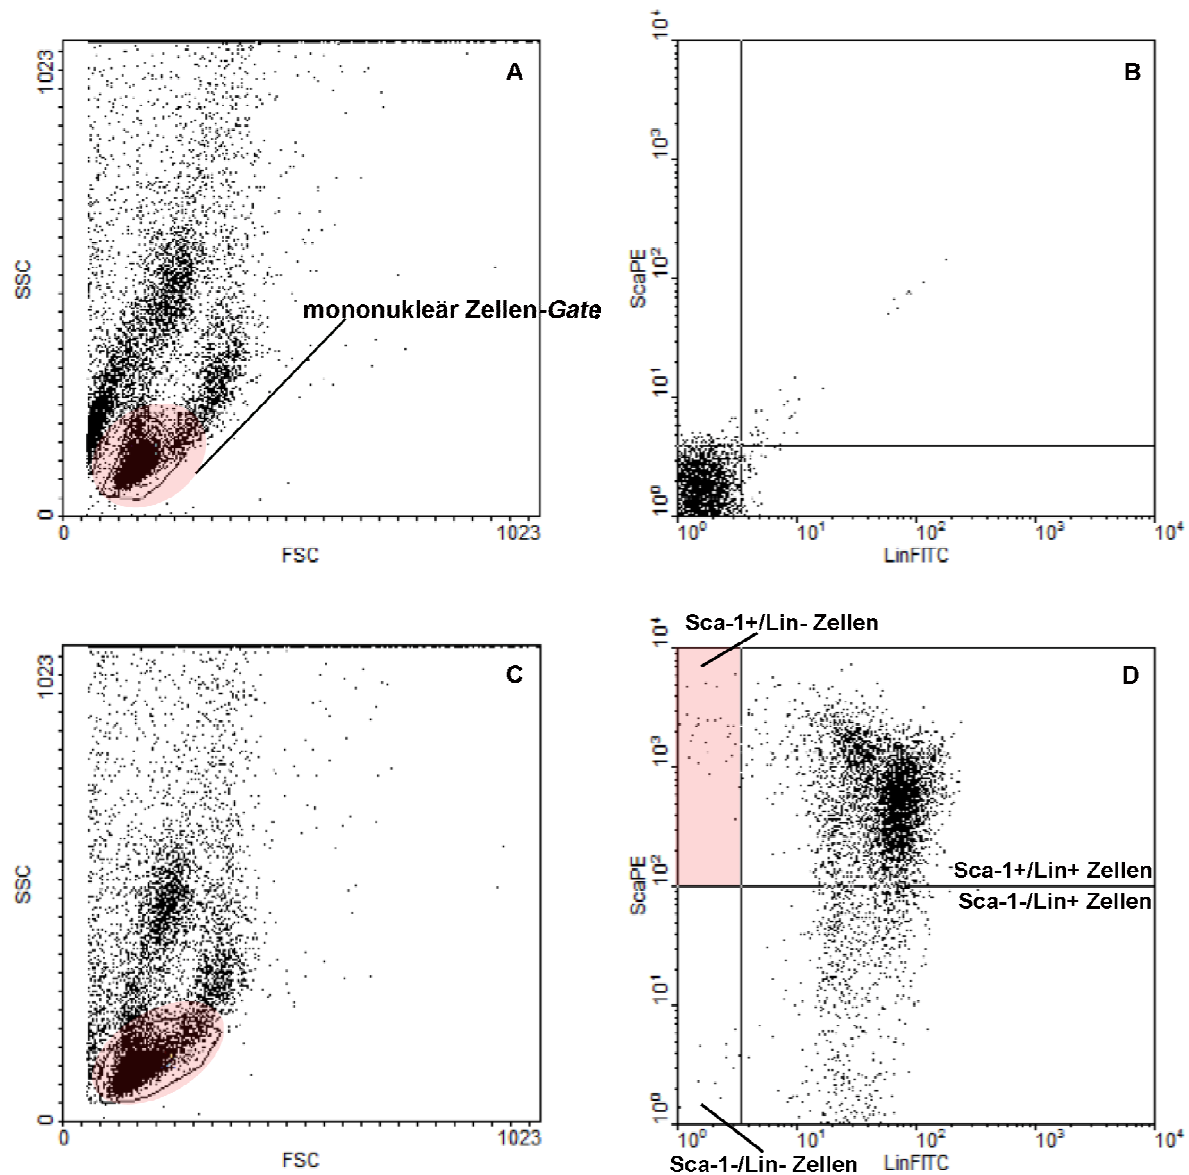 A
1023
SSC
mononukleär Zellen-Gate
0
0
1023
FSC
B
10⁴
10³
10²
10¹
10⁰
ScaPE
10⁰
10¹
10²
10³
10⁴
LinFITC
C
1023
SSC
0
0
1023
FSC
Sca-1+/Lin- Zellen
D
10⁴
10³
10²
10¹
10⁰
ScaPE
Sca-1+/Lin+ Zellen
Sca-1-/Lin+ Zellen
10⁰
10¹
10²
10³
10⁴
Sca-1-/Lin- Zellen
LinFITC